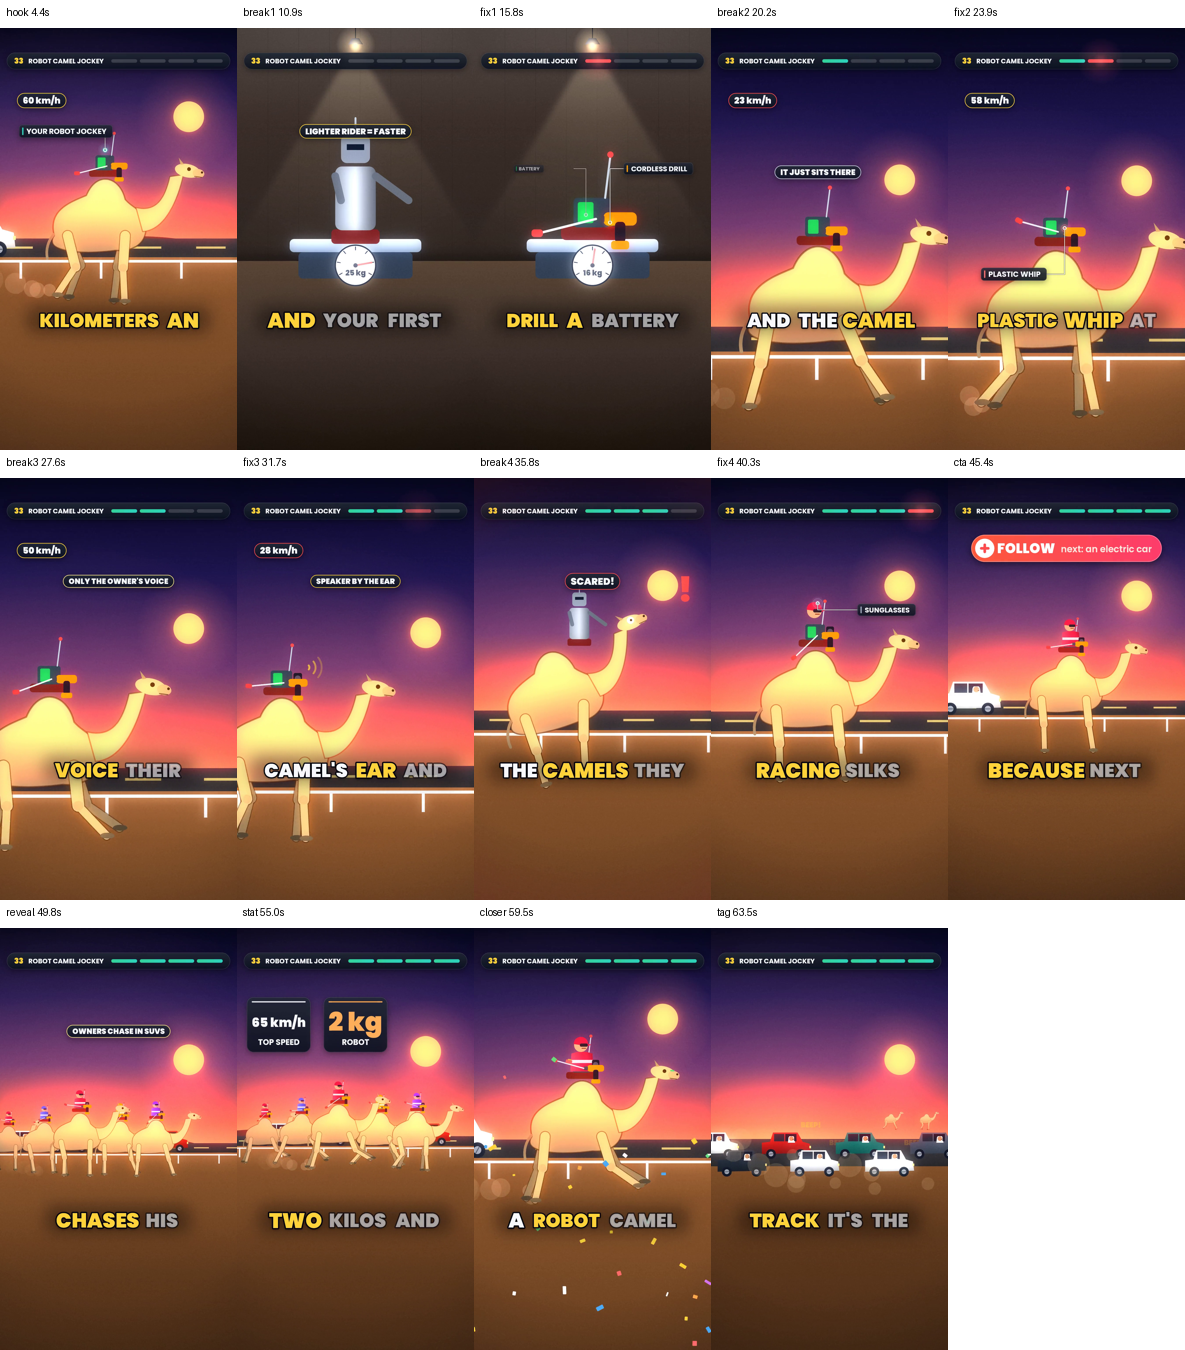 hook 4.4s
33 ROBOT CAMEL JOCKEY
60 km/h
YOUR ROBOT JOCKEY
KILOMETERS AN
break1 10.9s
33 ROBOT CAMEL JOCKEY
LIGHTER RIDER = FASTER
25 kg
AND YOUR FIRST
fix1 15.8s
33 ROBOT CAMEL JOCKEY
BATTERY
CORDLESS DRILL
16 kg
DRILL A BATTERY
break2 20.2s
33 ROBOT CAMEL JOCKEY
23 km/h
IT JUST SITS THERE
AND THE CAMEL
fix2 23.9s
33 ROBOT CAMEL JOCKEY
58 km/h
PLASTIC WHIP
PLASTIC WHIP AT
break3 27.6s
33 ROBOT CAMEL JOCKEY
50 km/h
ONLY THE OWNER'S VOICE
VOICE THEIR
fix3 31.7s
33 ROBOT CAMEL JOCKEY
28 km/h
SPEAKER BY THE EAR
CAMEL'S EAR AND
break4 35.8s
33 ROBOT CAMEL JOCKEY
SCARED!
!
THE CAMELS THEY
fix4 40.3s
33 ROBOT CAMEL JOCKEY
SUNGLASSES
RACING SILKS
cta 45.4s
33 ROBOT CAMEL JOCKEY
FOLLOW next: an electric car
BECAUSE NEXT
reveal 49.8s
33 ROBOT CAMEL JOCKEY
OWNERS CHASE IN SUVS
CHASES HIS
stat 55.0s
33 ROBOT CAMEL JOCKEY
65 km/h
TOP SPEED
2 kg
ROBOT
TWO KILOS AND
closer 59.5s
33 ROBOT CAMEL JOCKEY
A ROBOT CAMEL
tag 63.5s
33 ROBOT CAMEL JOCKEY
TRACK IT'S THE